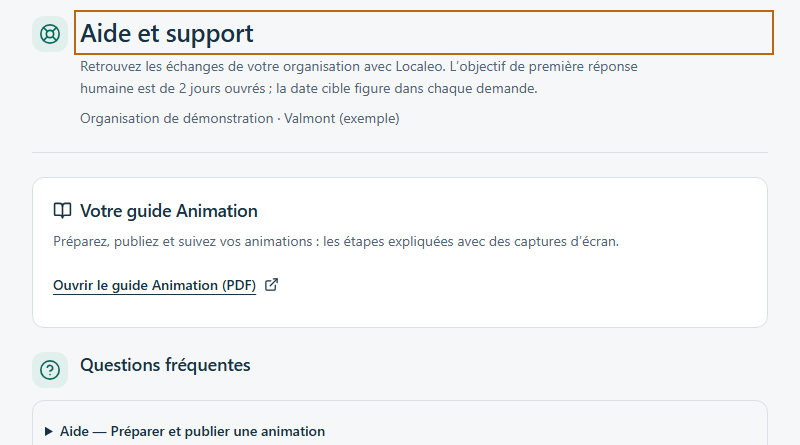 Aide et support
Retrouvez les échanges de votre organisation avec Localeo. L’objectif de première réponse
humaine est de 2 jours ouvrés ; la date cible figure dans chaque demande.
Organisation de démonstration · Valmont (exemple)
Votre guide Animation
Préparez, publiez et suivez vos animations : les étapes expliquées avec des captures d’écran.
Ouvrir le guide Animation (PDF)
Questions fréquentes
Aide — Préparer et publier une animation